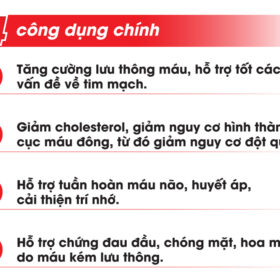 4 công dụng chính
Tăng cường lưu thông máu, hỗ trợ tốt các
vấn đề về tim mạch.
Giảm cholesterol, giảm nguy cơ hình
cục máu đông, từ đó giảm nguy cơ đột
Hỗ trợ tuần hoàn máu não, huyết áp,
cải thiện trí nhớ.
Hỗ trợ chứng đau đầu, chóng mặt, hoa
do máu kém lưu thông.